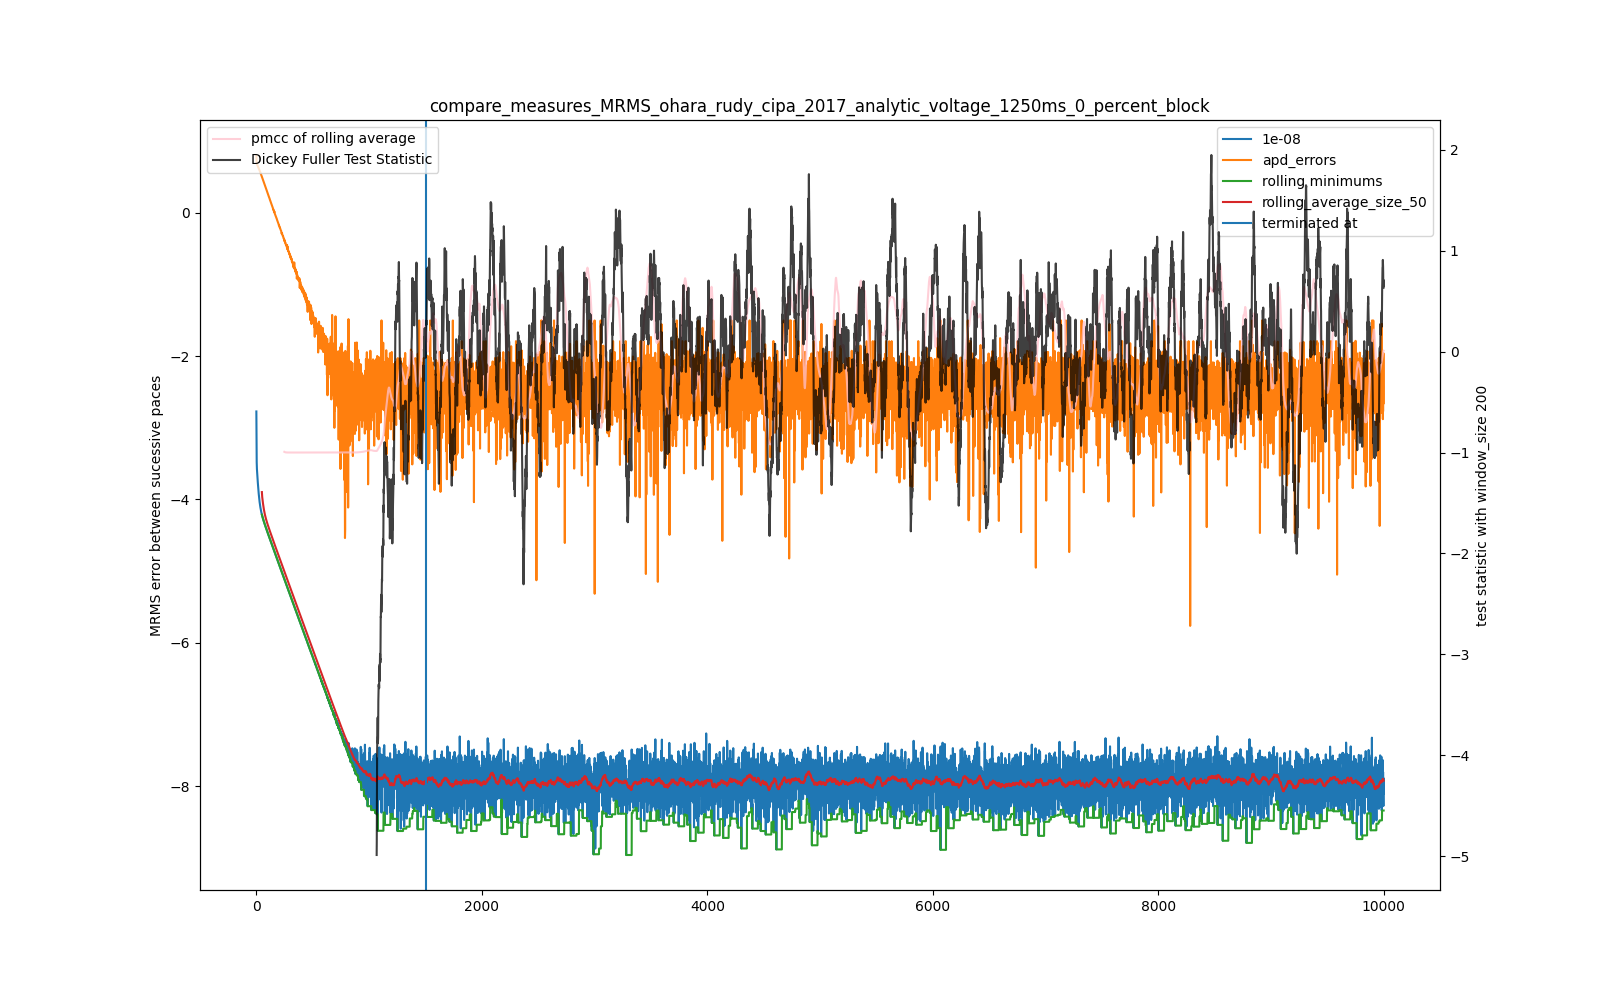 compare_measures_MRMS_ohara_rudy_cipa_2017_analytic_voltage_1250ms_0_percent_block
pmcc of rolling average
Dickey Fuller Test Statistic
1e-08
apd_errors
rolling minimums
rolling_average_size_50
terminated at
MRMS error between sucessive paces
0
−2
−4
−6
−8
2
1
0
−1
−2
−3
−4
−5
test statistic with window_size 200
0
2000
4000
6000
8000
10000